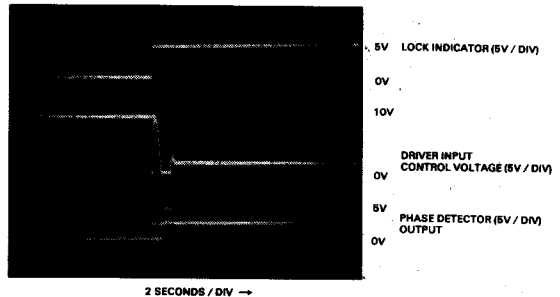 5V LOCK INDICATOR (5V / DIV)
0V
10V
DRIVER INPUT
CONTROL VOLTAGE (5V / DIV)
0V
5V
PHASE DETECTOR (5V / DIV)
OUTPUT
0V
2 SECONDS / DIV →